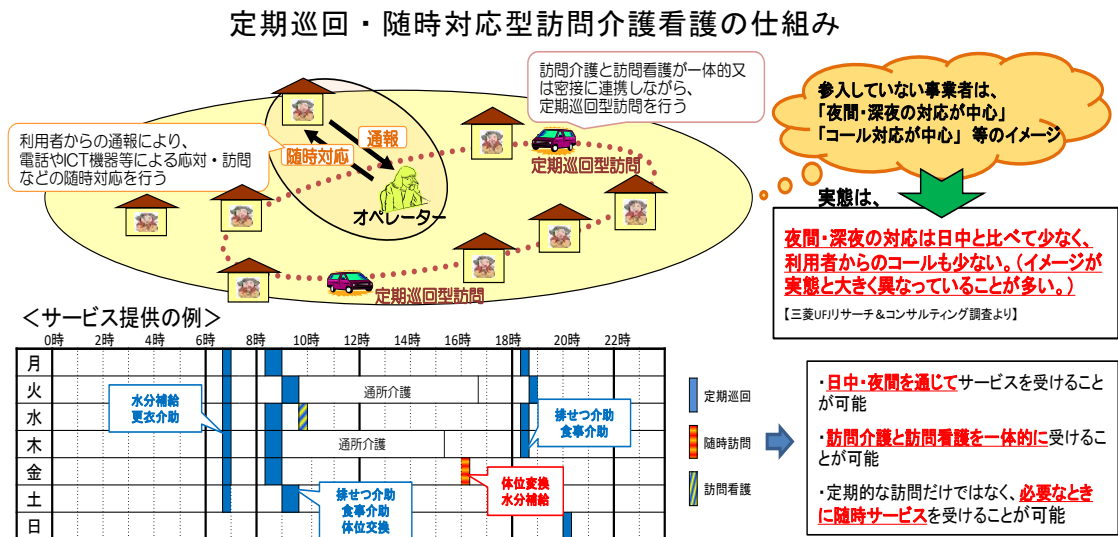 定期巡回・随時対応型訪問介護看護の仕組み
訪問介護と訪問看護が一体的又
は密接に連携しながら、
定期巡回型訪問を行う
参入していない事業者は、
「夜間・深夜の対応が中心」
「コール対応が中心」 等のイメージ
利用者からの通報により、
電話やICT機器等による応対・訪問
などの随時対応を行う
通報
随時対応
オペレーター
定期巡回型訪問
定期巡回型訪問
実態は、
夜間・深夜の対応は日中と比べて少なく、
利用者からのコールも少ない。(イメージが
実態と大きく異なっていることが多い。)
【三菱UFJリサーチ&コンサルティング調査より】
<サービス提供の例>
0時 2時 4時 6時 8時 10時 12時 14時 16時 18時 20時 22時
月
火
水
木
金
土
日
通所介護
通所介護
水分補給
更衣介助
排せつ介助
食事介助
体位変換
水分補給
排せつ介助
食事介助
体位交換
定期巡回
随時訪問
訪問看護
・日中・夜間を通じてサービスを受けること
が可能
・訪問介護と訪問看護を一体的に受けるこ
とが可能
・定期的な訪問だけではなく、必要なとき
に随時サービスを受けることが可能